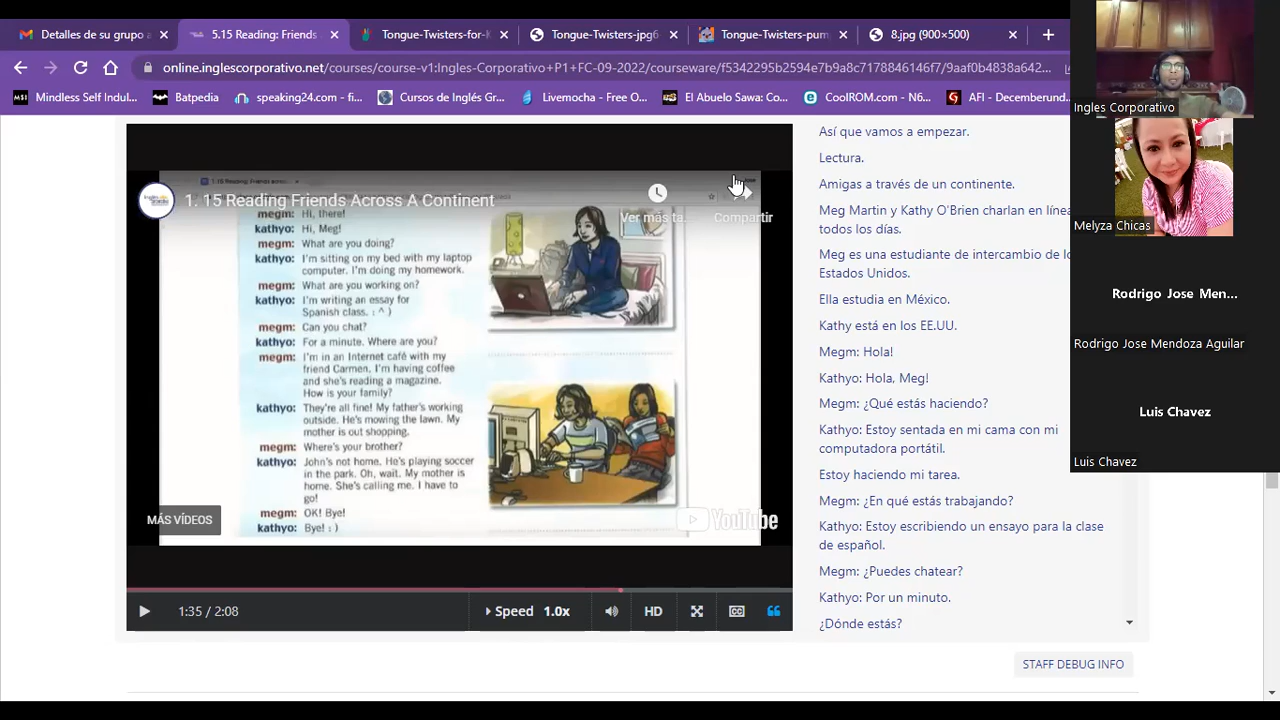 Detalles de su grupo a
5.15 Reading: Friends
Tongue-Twisters-for-K
Tongue-Twisters-jpg6
Tongue-Twisters-pum
8.jpg (900×500)
online.inglescorporativo.net/courses/course-v1:Ingles-Corporativo+P1+FC-09-2022/courseware/f5342295b2594e7b9a8c7178846146f7/9aaf0b4838a642...
Mindless Self Indul...
Batpedia
speaking24.com - fi...
Cursos de Inglés Gr...
Livemocha - Free O...
El Abuelo Sawa: Co...
CoolROM.com - N6...
AFI - Decemberund
1. 15 Reading Friends Across A Continent
Ver más ta...
Compartir
megm: Hi, there!
kathyo: Hi, Meg!
megm: What are you doing?
kathyo: I'm sitting on my bed with my laptop
computer. I'm doing my homework.
megm: What are you working on?
kathyo: I'm writing an essay for
Spanish class. : ^ )
megm: Can you chat?
kathyo: For a minute. Where are you?
megm: I'm in an Internet café with my
friend Carmen. I'm having coffee
and she's reading a magazine.
How is your family?
kathyo: They're all fine! My father's working
outside. He's mowing the lawn. My
mother is out shopping.
megm: Where's your brother?
kathyo: John's not home. He's playing soccer
in the park. Oh, wait. My mother is
home. She's calling me. I have to
go!
megm: OK! Bye!
kathyo: Bye! : )
MÁS VÍDEOS
YouTube
1:35 / 2:08
Speed 1.0x
HD
Así que vamos a empezar.
Lectura.
Amigas a través de un continente.
Meg Martin y Kathy O'Brien charlan en línea
todos los días.
Meg es una estudiante de intercambio de lo
Estados Unidos.
Ella estudia en México.
Kathy está en los EE.UU.
Megm: Hola!
Kathyo: Hola, Meg!
Megm: ¿Qué estás haciendo?
Kathyo: Estoy sentada en mi cama con mi
computadora portátil.
Estoy haciendo mi tarea.
Megm: ¿En qué estás trabajando?
Kathyo: Estoy escribiendo un ensayo para la clase
de español.
Megm: ¿Puedes chatear?
Kathyo: Por un minuto.
¿Dónde estás?
STAFF DEBUG INFO
Ingles Corporativo
Melyza Chicas
Rodrigo Jose Men...
Rodrigo Jose Mendoza Aguilar
Luis Chavez
Luis Chavez